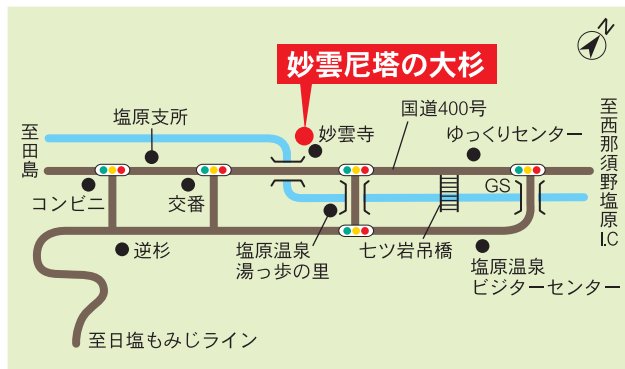 N
妙雲尼塔の大杉
塩原支所
国道400号
妙雲寺
ゆっくりセンター
至田島
至西那須野塩原I.C
コンビニ
交番
GS
逆杉
塩原温泉
湯っ歩の里
七ツ岩吊橋
塩原温泉
ビジターセンター
至日塩もみじライン